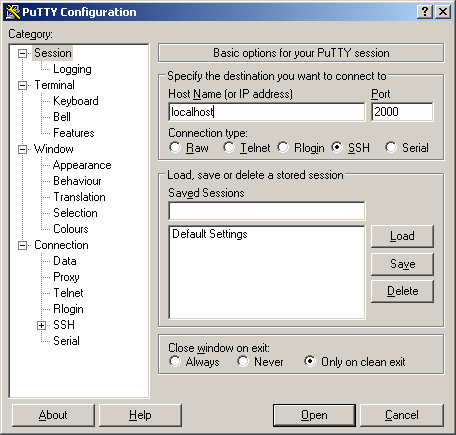 PuTTY Configuration
Category:
Session
Logging
Terminal
Keyboard
Bell
Features
Window
Appearance
Behaviour
Translation
Selection
Colours
Connection
Data
Proxy
Telnet
Rlogin
SSH
Serial
Basic options for your PuTTY session
Specify the destination you want to connect to
Host Name (or IP address) Port
localhost 2000
Connection type:
Raw Telnet Rlogin SSH Serial
Load, save or delete a stored session
Saved Sessions
Default Settings
Load
Save
Delete
Close window on exit:
Always Never Only on clean exit
About Help Open Cancel